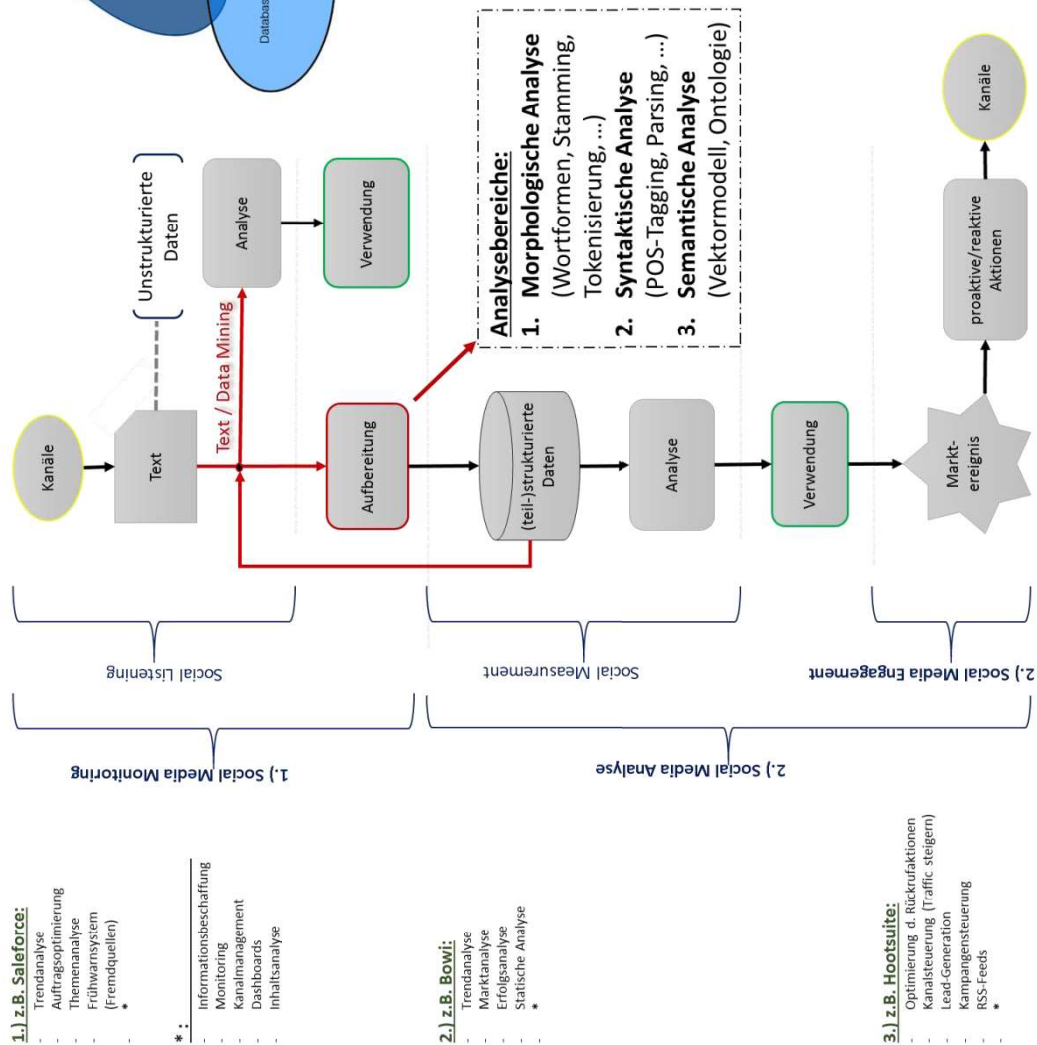 1.) z.B. Saleforce:
- Trendanalyse
- Auftragsoptimierung
- Themenanalyse
- Frühwarnsystem
(Fremdquellen)
- *
* :
- Informationsbeschaffung
- Monitoring
- Kanalmanagement
- Dashboards
- Inhaltsanalyse
2.) z.B. Bowi:
- Trendanalyse
- Marktanalyse
- Erfolgsanalyse
- Statische Analyse
- *
3.) z.B. Hootsuite:
- Optimierung d. Rückrufaktionen
- Kanalsteuerung (Traffic steigern)
- Lead-Generation
- Kampangensteuerung
- RSS-Feeds
- *
1.) Social Media Monitoring
2.) Social Media Analyse
Social Listening
Social Measurement
2.) Social Media Engagement
Kanäle
Text
Unstrukturierte
Daten
Text / Data Mining
Analyse
Verwendung
Aufbereitung
(teil-)strukturierte
Daten
Analyse
Verwendung
Markt-
ereignis
proaktive/reaktive
Aktionen
Kanäle
Analysebereiche:
1. Morphologische Analyse
(Wortformen, Stamming,
Tokenisierung, ...)
2. Syntaktische Analyse
(POS-Tagging, Parsing, ...)
3. Semantische Analyse
(Vektormodell, Ontologie)
Databas